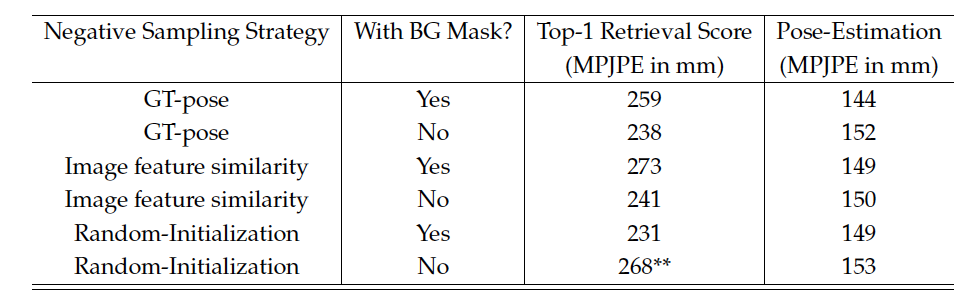 Negative Sampling Strategy With BG Mask? Top-1 Retrieval Score Pose-Estimation
(MPJPE in mm) (MPJPE in mm)
GT-pose Yes 259 144
GT-pose No 238 152
Image feature similarity Yes 273 149
Image feature similarity No 241 150
Random-Initialization Yes 231 149
Random-Initialization No 268** 153